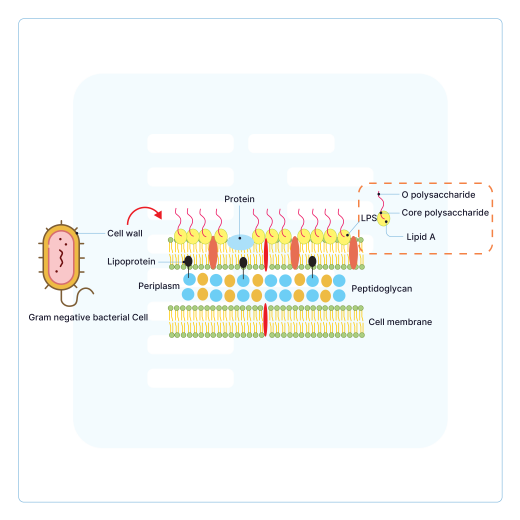 O polysaccharide
Protein
Core polysaccharide
LPS
Cell wall
Lipid A
Lipoprotein
Periplasm
Peptidoglycan
Gram negative bacterial Cell
Cell membrane